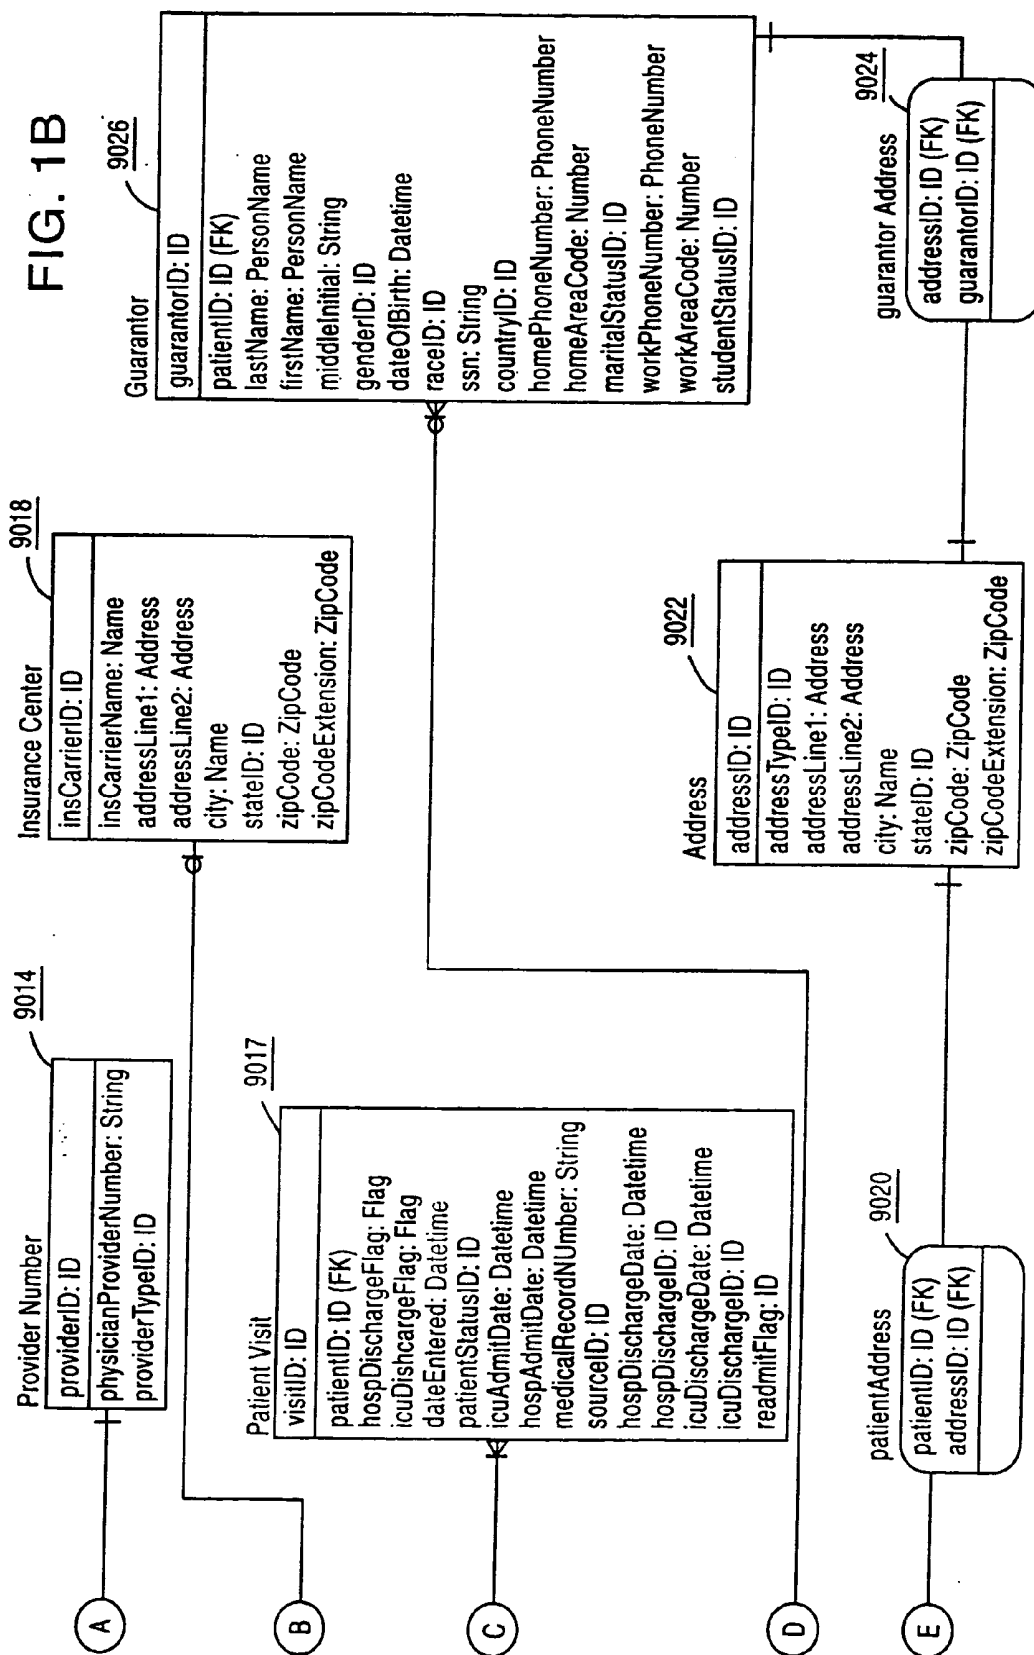 FIG. 1B
Provider Number
9014
providerID: ID
physicianProviderNumber: String
providerTypeID: ID
Insurance Center
9018
insCarrierID: ID
insCarrierName: Name
addressLine1: Address
addressLine2: Address
city: Name
stateID: ID
zipCode: ZipCode
zipCodeExtension: ZipCode
Guarantor
9026
guarantorID: ID
patientID: ID (FK)
lastName: PersonName
firstName: PersonName
middleInitial: String
genderID: ID
dateOfBirth: Datetime
raceID: ID
ssn: String
countryID: ID
homePhoneNumber: PhoneNumber
homeAreaCode: Number
maritalStatusID: ID
workPhoneNumber: PhoneNumber
workAreaCode: Number
studentStatusID: ID
Patient Visit
9017
visitID: ID
patientID: ID (FK)
hospDischargeFlag: Flag
icuDishcargeFlag: Flag
dateEntered: Datetime
patientStatusID: ID
icuAdmitDate: Datetime
hospAdmitDate: Datetime
medicalRecordNUmber: String
sourceID: ID
hospDischargeDate: Datetime
hospDischargeID: ID
icuDischargeDate: Datetime
icuDischargeID: ID
readmitFlag: ID
Address
9022
addressID: ID
addressTypeID: ID
addressLine1: Address
addressLine2: Address
city: Name
stateID: ID
zipCode: ZipCode
zipCodeExtension: ZipCode
patientAddress
9020
patientID: ID (FK)
addressID: ID (FK)
guarantor Address
9024
addressID: ID (FK)
guarantorID: ID (FK)
A
B
C
D
E